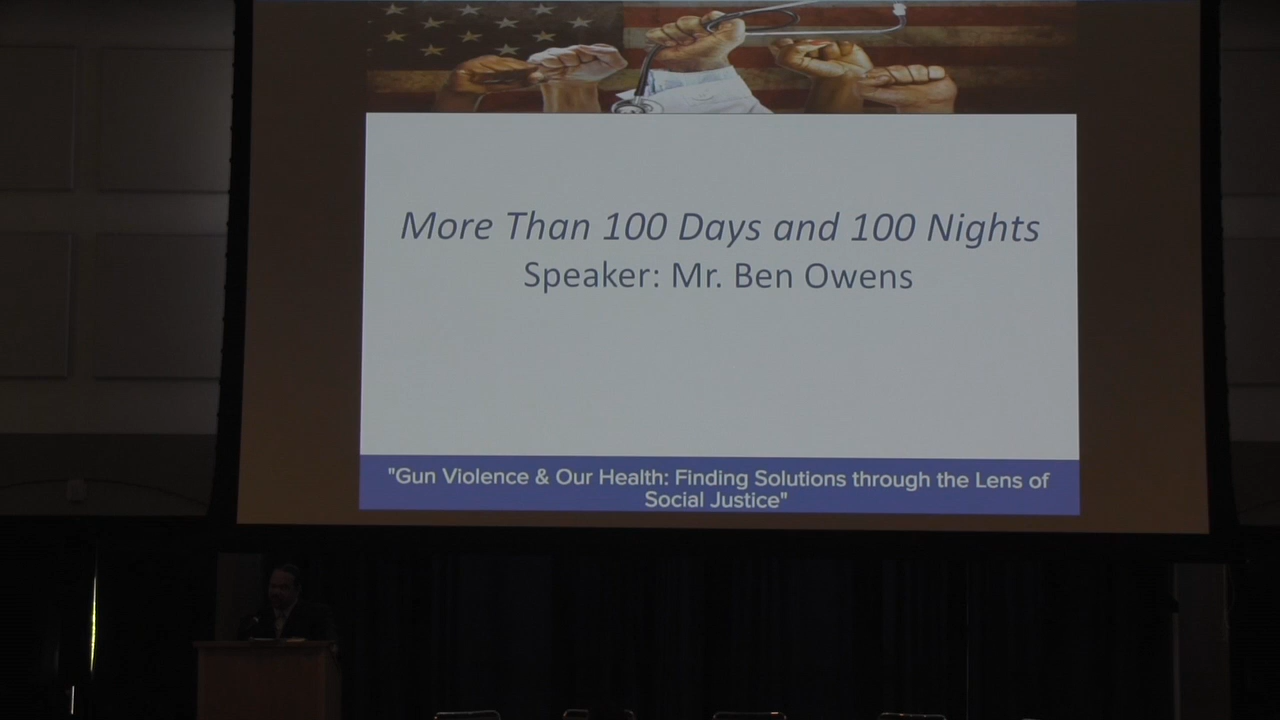 More Than 100 Days and 100 Nights
Speaker: Mr. Ben Owens
"Gun Violence & Our Health: Finding Solutions through the Lens of
Social Justice"